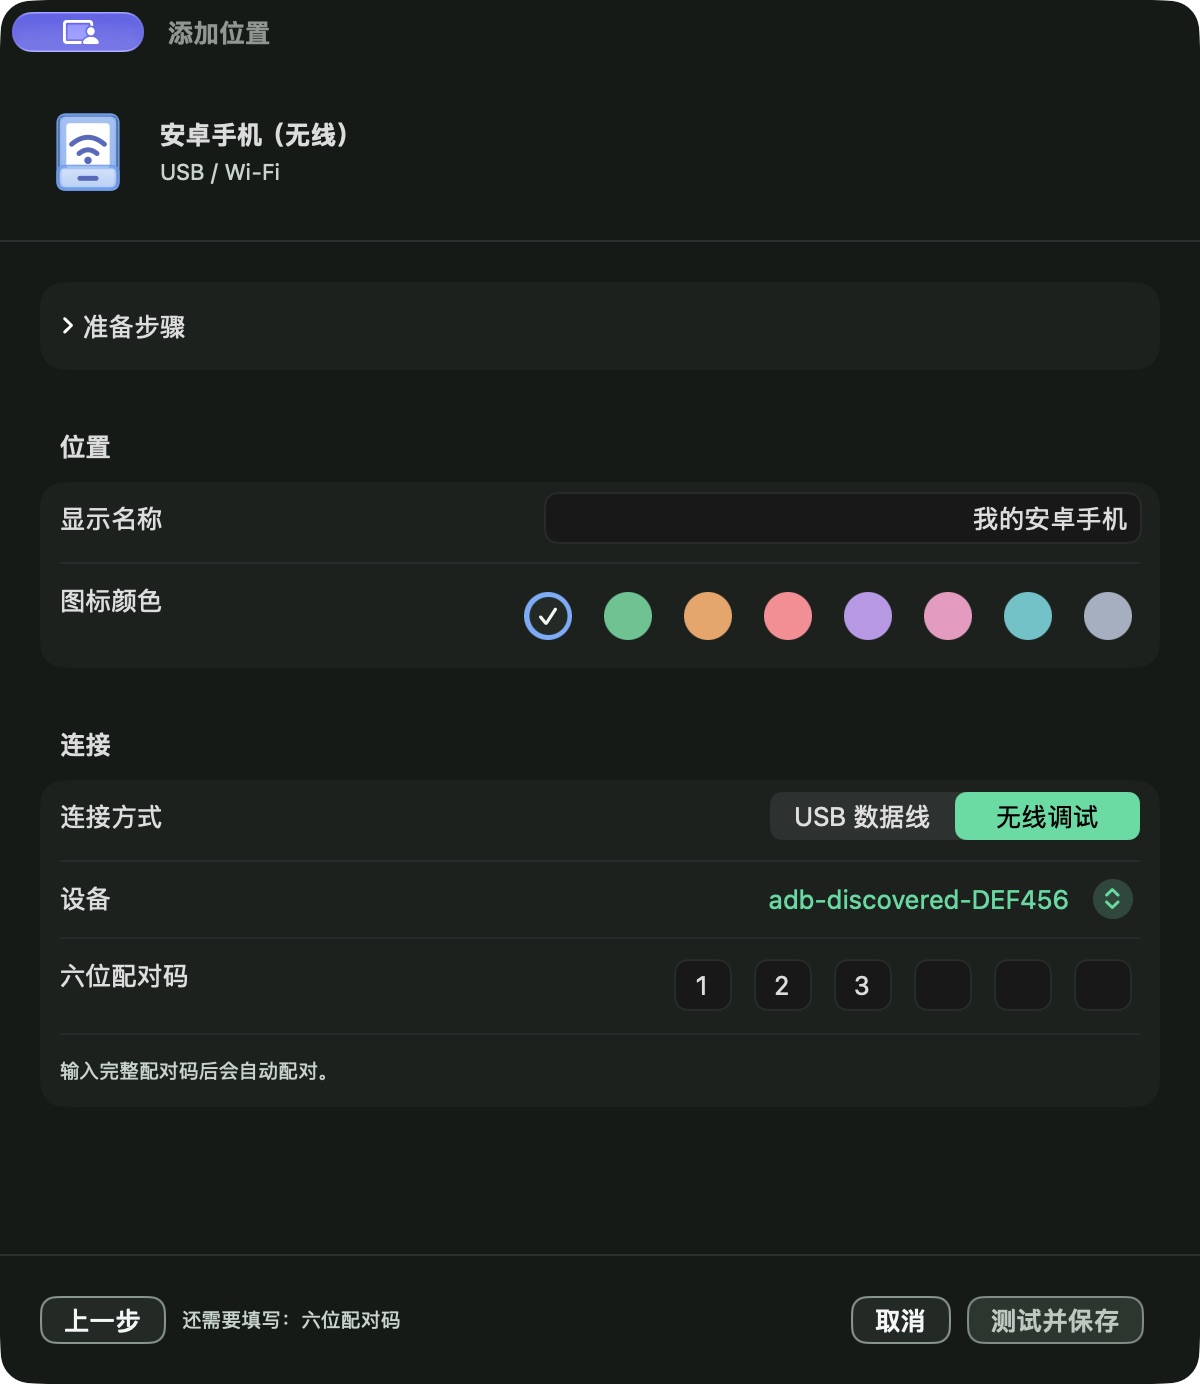 添加位置
安卓手机（无线）
USB / Wi-Fi
准备步骤
位置
显示名称 我的安卓手机
图标颜色
连接
连接方式 USB 数据线 无线调试
设备 adb-discovered-DEF456
六位配对码 1 2 3
输入完整配对码后会自动配对。
上一步 还需要填写：六位配对码 取消 测试并保存